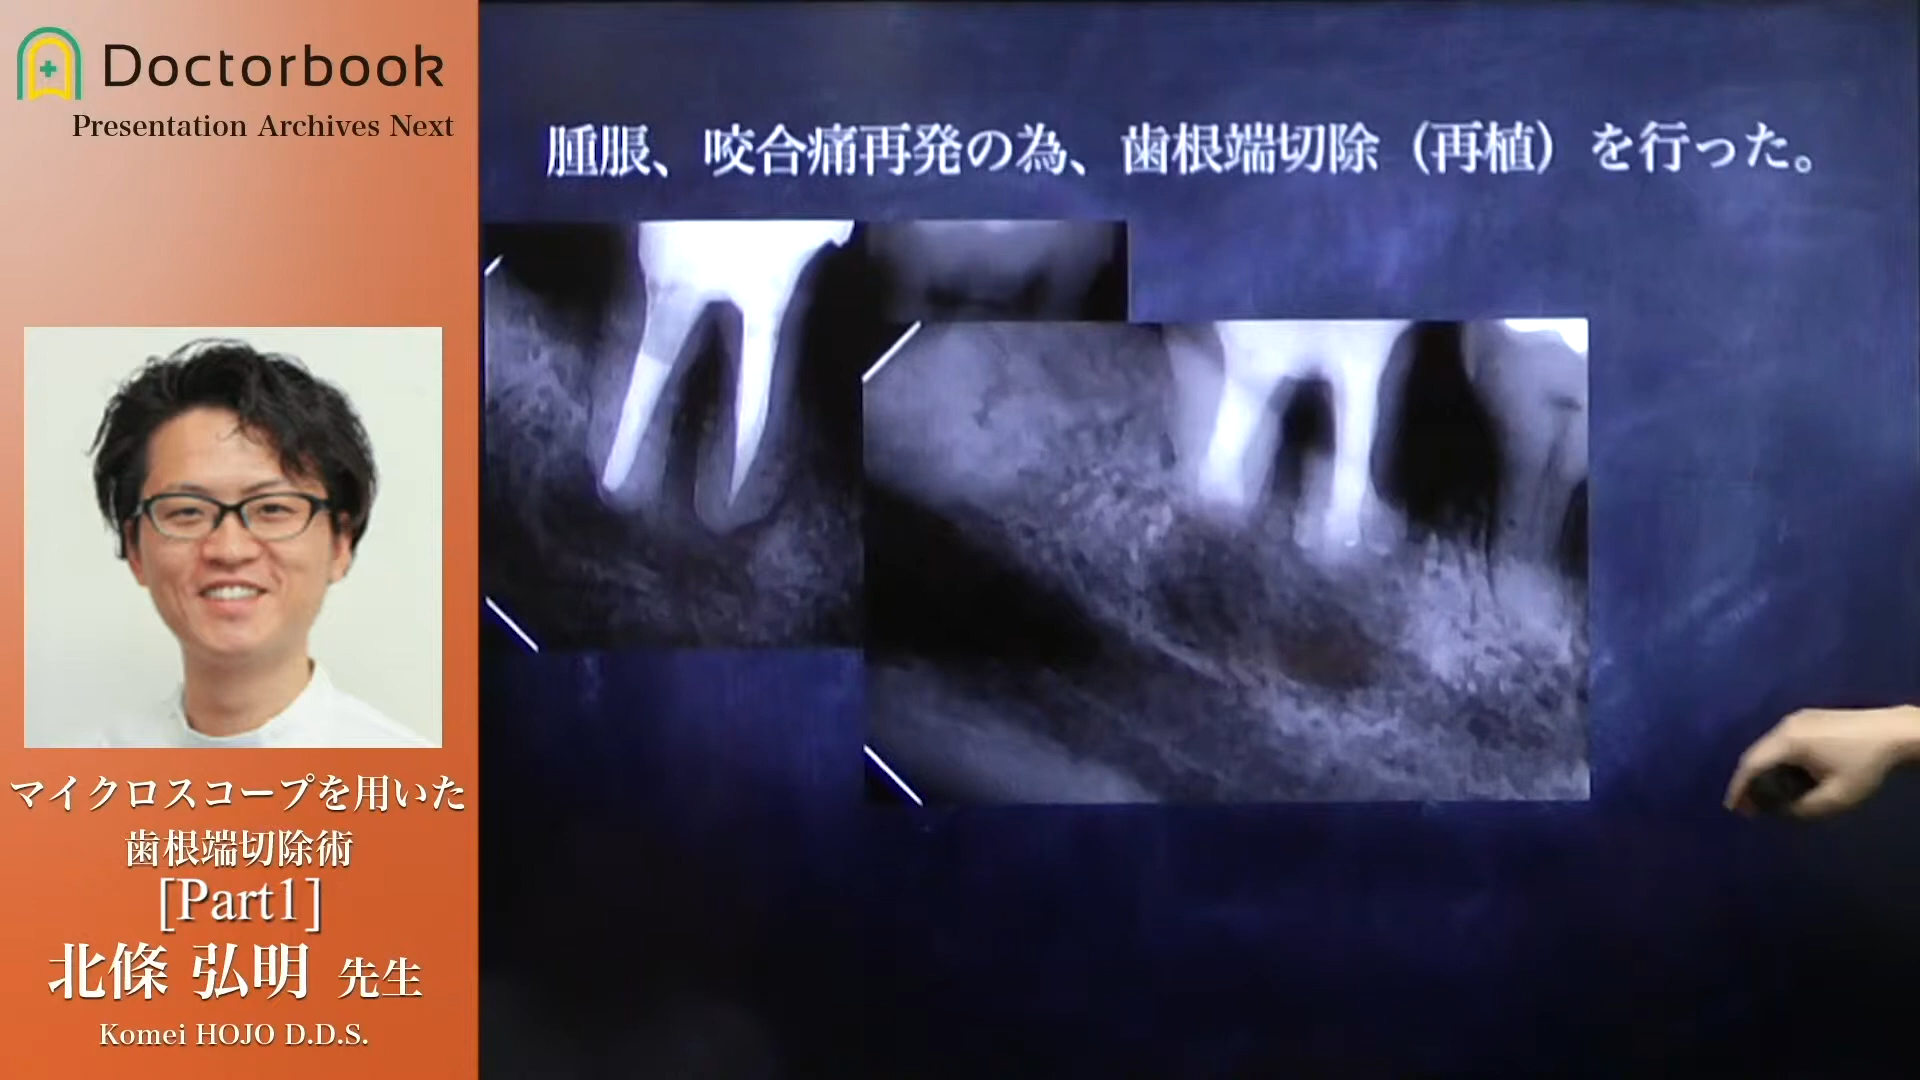 Doctorbook
Presentation Archives Next
腫脹、咬合痛再発の為、歯根端切除（再植）を行った。
マイクロスコープを用いた
歯根端切除術
[Part1]
北條 弘明 先生
Komei HOJO D.D.S.